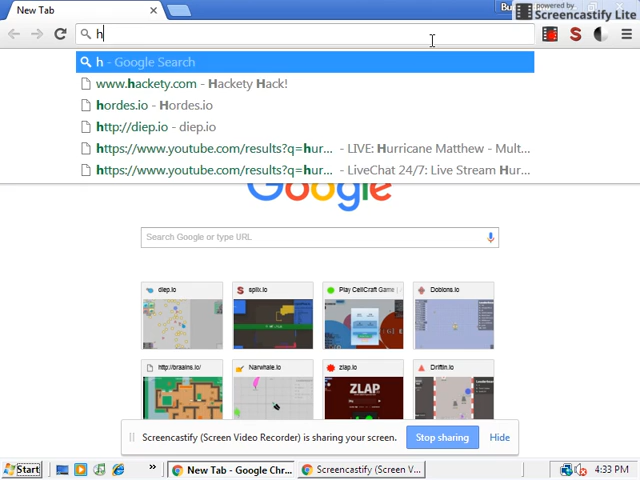 New Tab
powered by
Screencastify Lite
h
h - Google Search
www.hackety.com - Hackety Hack!
hordes.io - Hordes.io
http://diep.io - diep.io
https://www.youtube.com/results?q=hur... - LIVE: Hurricane Matthew - Mult...
https://www.youtube.com/results?q=hur... - LiveChat 24/7: Live Stream Hur...
Google
Search Google or type URL
diep.io
splix.io
Play CellCraft Game |
Doblons.io
http://braains.io/
Narwhale.io
zlap.io
Driftin.io
ZLAP
Screencastify (Screen Video Recorder) is sharing your screen.
Stop sharing
Hide
Start
»
New Tab - Google Chr...
Screencastify (Screen V...
4:33 PM